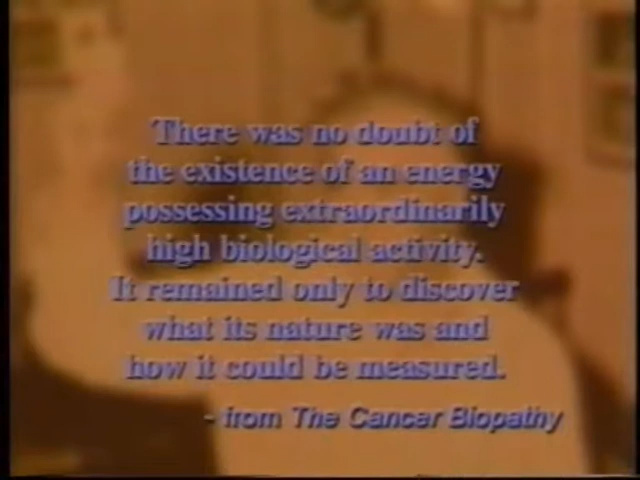 There was no doubt of
the existence of an energy
possessing extraordinarily
high biological activity.
It remained only to discover
what its nature was and
how it could be measured.
- from The Cancer Biopathy